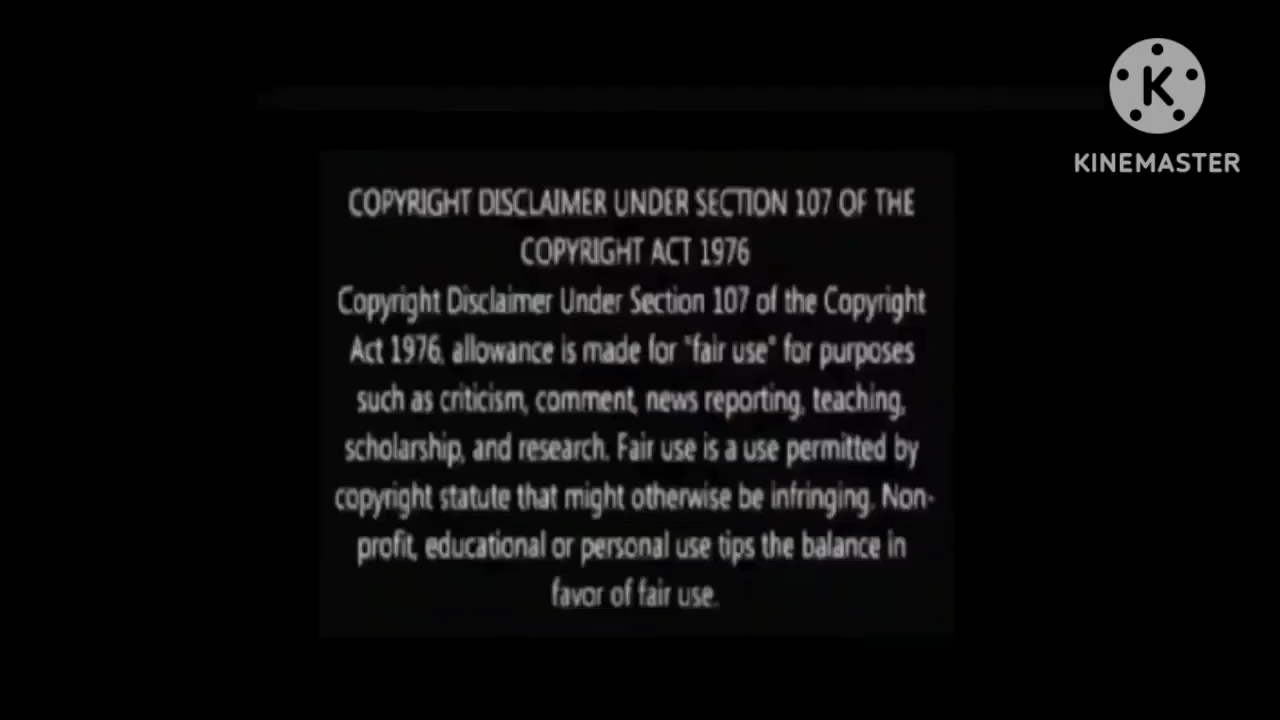 K
KINEMASTER
COPYRIGHT DISCLAIMER UNDER SECTION 107 OF THE
COPYRIGHT ACT 1976
Copyright Disclaimer Under Section 107 of the Copyright
Act 1976, allowance is made for "fair use" for purposes
such as criticism, comment, news reporting, teaching,
scholarship, and research. Fair use is a use permitted by
copyright statute that might otherwise be infringing. Non-
profit, educational or personal use tips the balance in
favor of fair use.